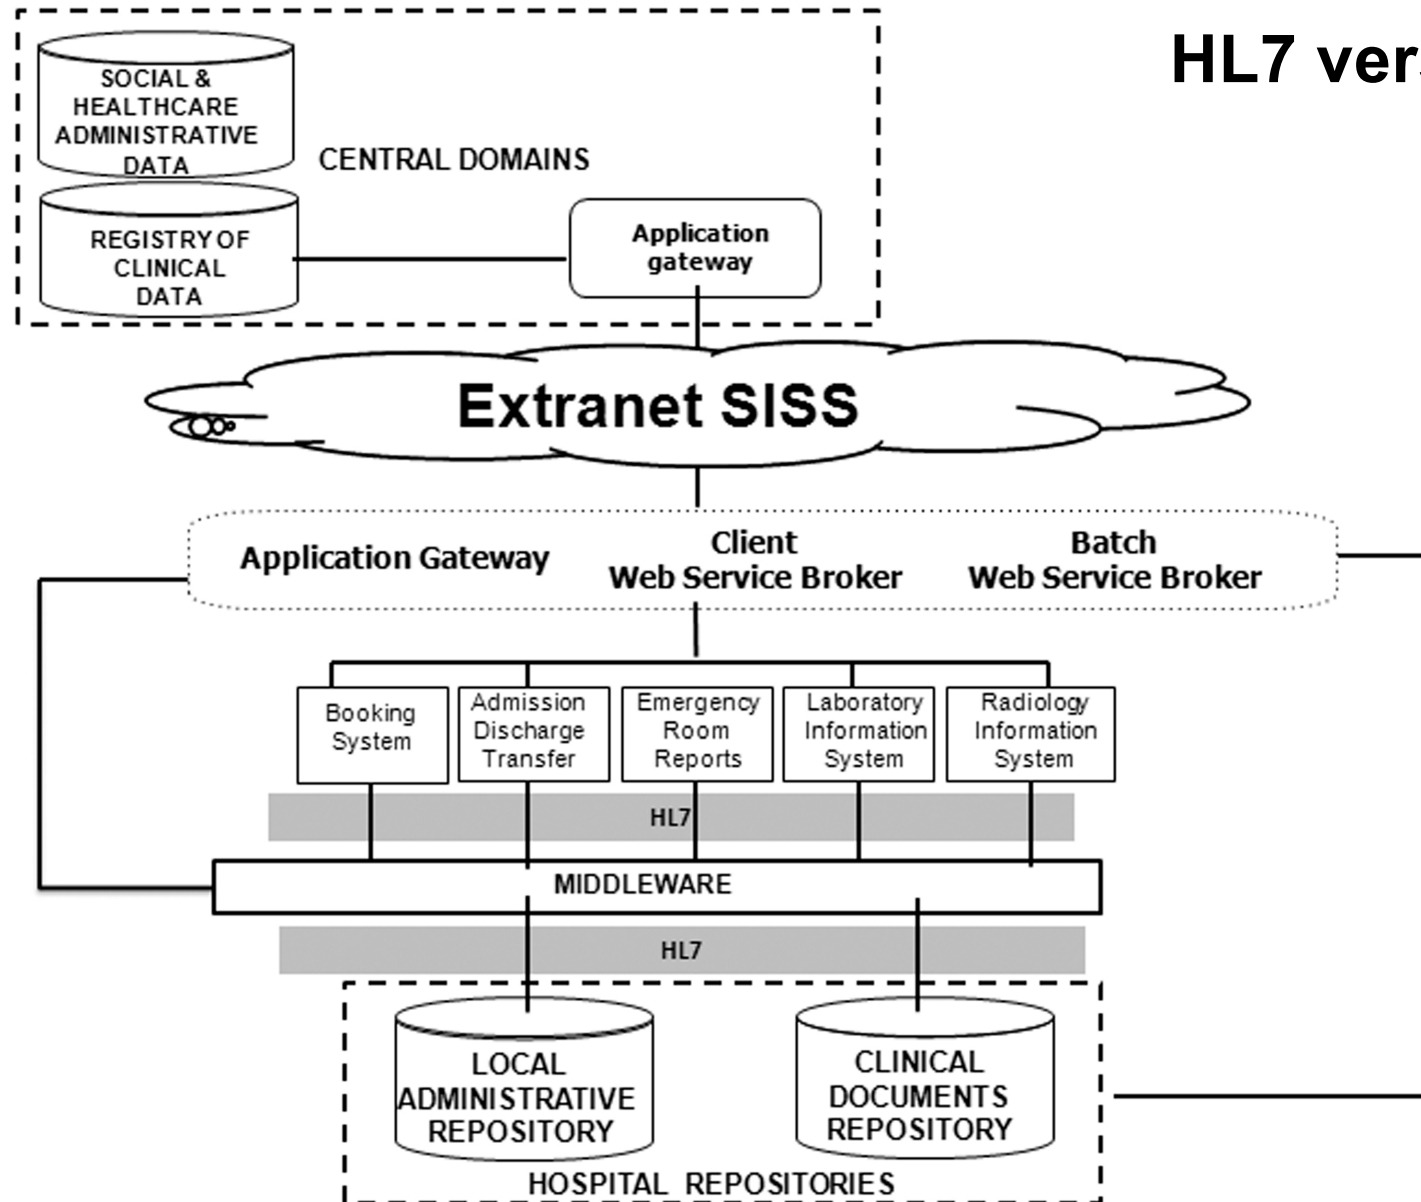 HL7 vers
SOCIAL &
HEALTHCARE
ADMINISTRATIVE
DATA
CENTRAL DOMAINS
REGISTRY OF
CLINICAL
DATA
Application
gateway
Extranet SISS
Application Gateway
Client
Web Service Broker
Batch
Web Service Broker
Booking
System
Admission
Discharge
Transfer
Emergency
Room
Reports
Laboratory
Information
System
Radiology
Information
System
HL7
MIDDLEWARE
HL7
LOCAL
ADMINISTRATIVE
REPOSITORY
CLINICAL
DOCUMENTS
REPOSITORY
HOSPITAL REPOSITORIES